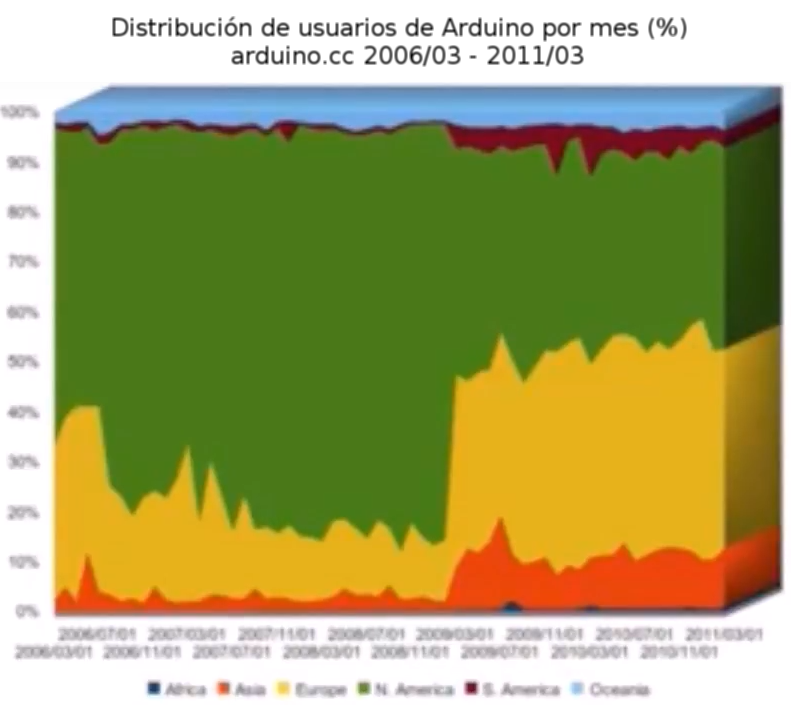 Distribución de usuarios de Arduino por mes (%)
arduino.cc 2006/03 - 2011/03
100%
90%
80%
70%
60%
50%
40%
30%
20%
10%
0%
2006/07/01 2007/03/01 2007/11/01 2008/07/01 2009/03/01 2009/11/01 2010/07/01 2011/03/01
2006/03/01 2006/11/01 2007/07/01 2008/03/01 2008/11/01 2009/07/01 2010/03/01 2010/11/01
Africa Asia Europe N. America S. America Oceania